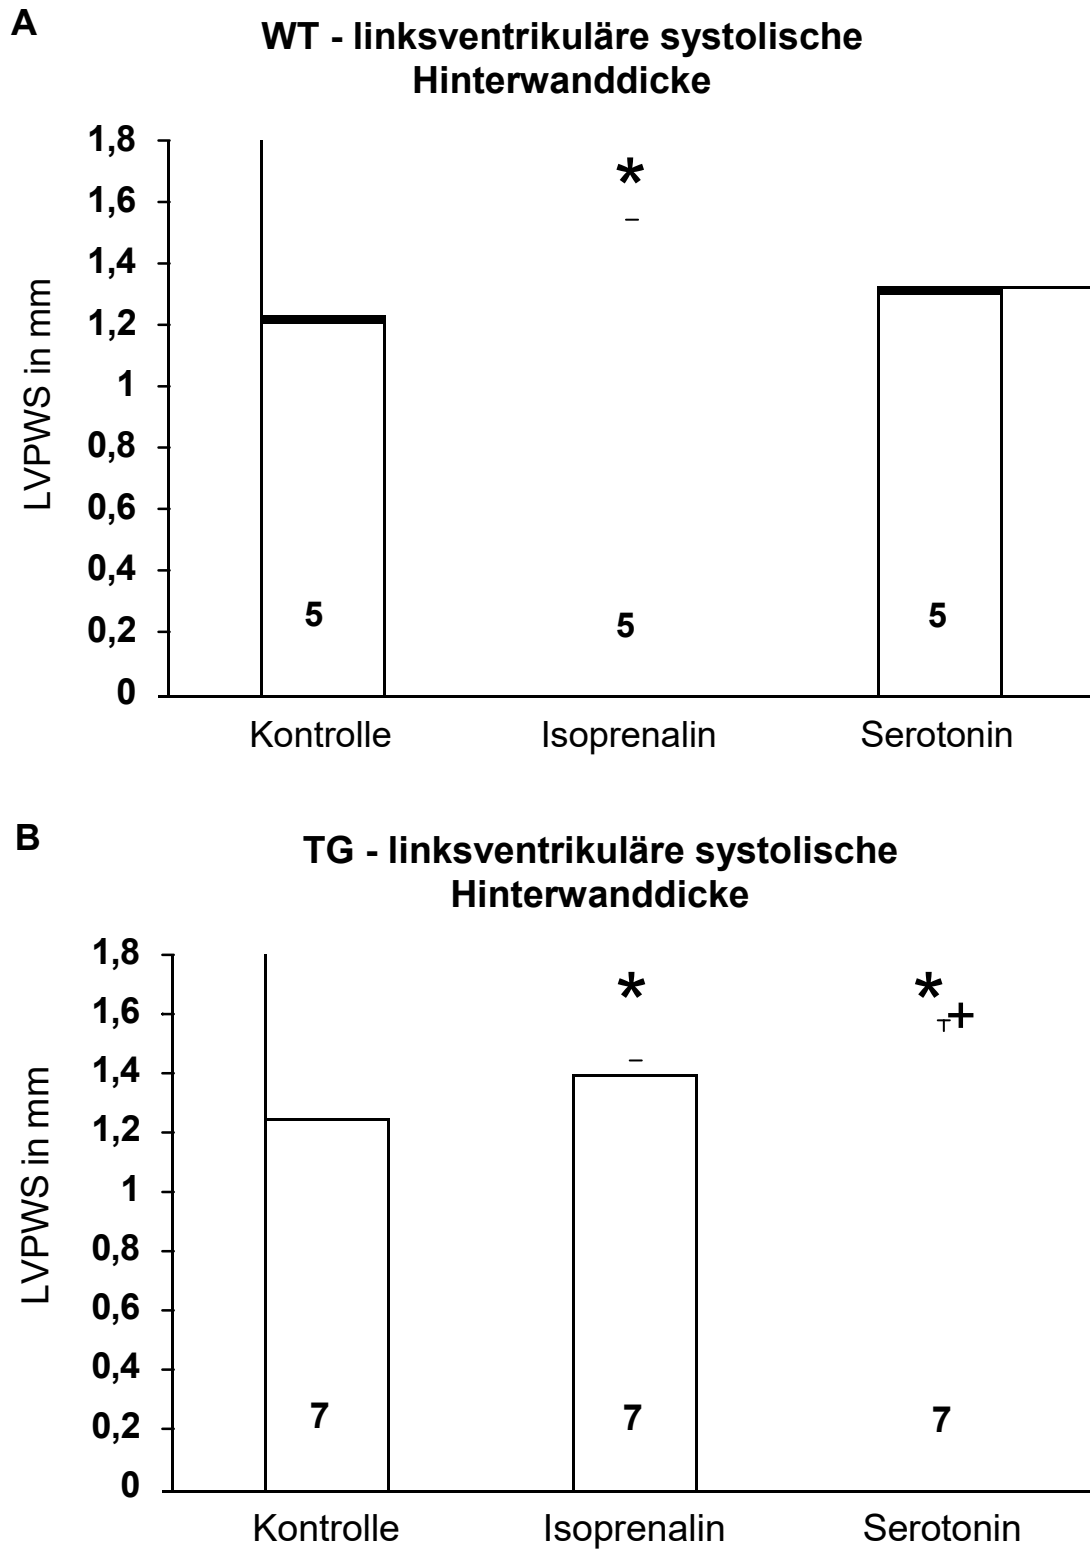 A
WT - linksventrikuläre systolische
Hinterwanddicke
LVPWS in mm
1,8
1,6
1,4
1,2
1
0,8
0,6
0,4
0,2
0
*
5
5
5
Kontrolle
Isoprenalin
Serotonin
B
TG - linksventrikuläre systolische
Hinterwanddicke
LVPWS in mm
1,8
1,6
1,4
1,2
1
0,8
0,6
0,4
0,2
0
*
*
+
7
7
7
Kontrolle
Isoprenalin
Serotonin